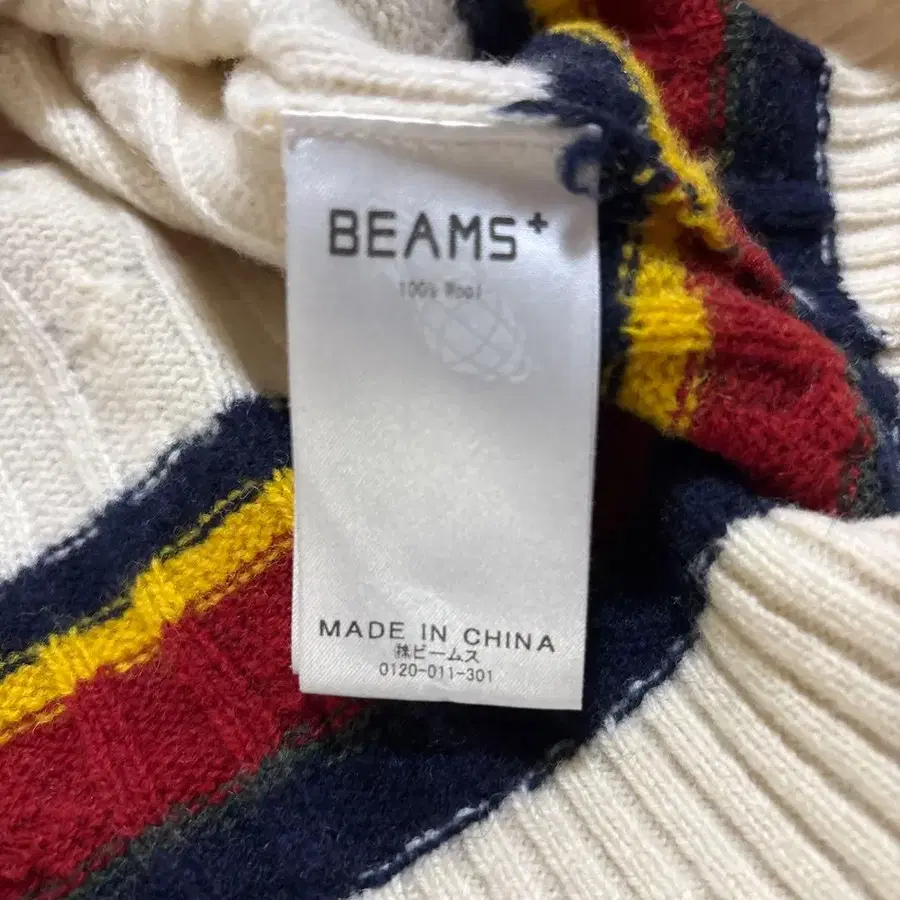 BEAMS+
100% Wool
MADE IN CHINA
㈱ビームス
0120-011-301